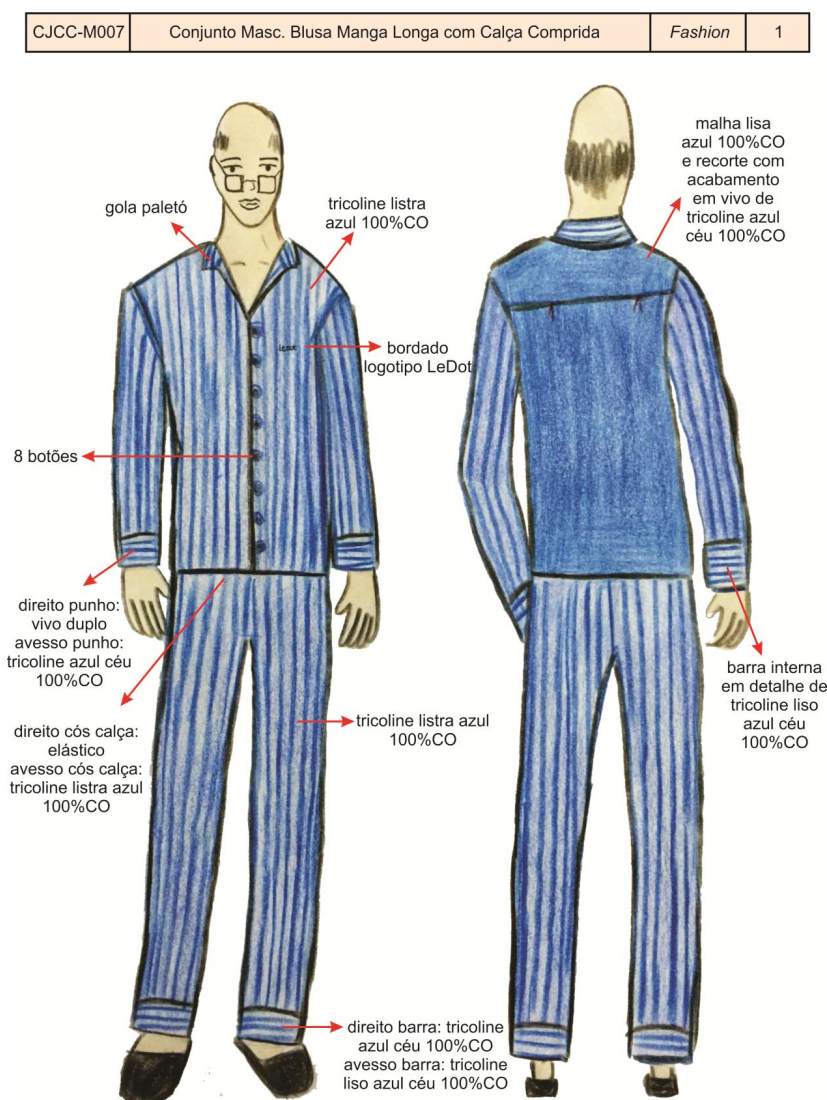 CJCC-M007 Conjunto Masc. Blusa Manga Longa com Calça Comprida Fashion 1
malha lisa
azul 100%CO
e recorte com
acabamento
em vivo de
tricoline azul
céu 100%CO
gola paletó
tricoline listra
azul 100%CO
LeDot
bordado
logotipo LeDot
8 botões
direito punho:
vivo duplo
avesso punho:
tricoline azul céu
100%CO
barra interna
em detalhe de
tricoline liso
azul céu
100%CO
direito cós calça:
elástico
avesso cós calça:
tricoline listra azul
100%CO
tricoline listra azul
100%CO
direito barra: tricoline
azul céu 100%CO
avesso barra: tricoline
liso azul céu 100%CO